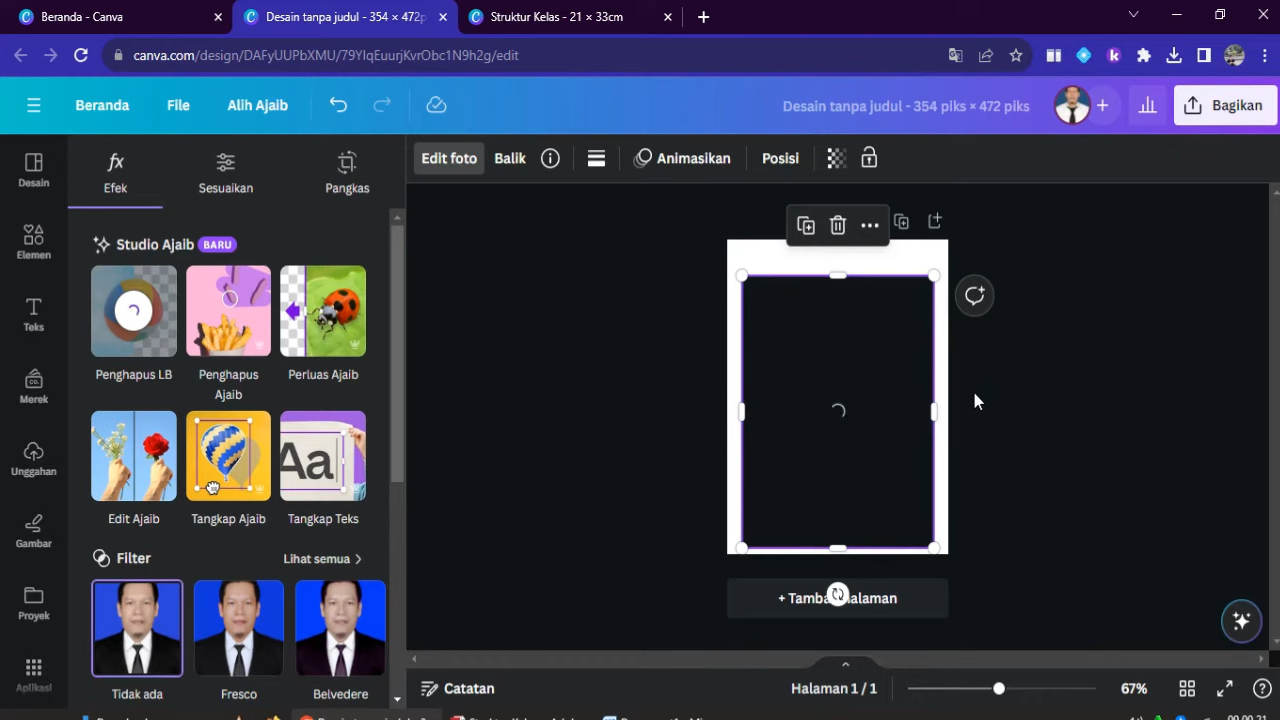 Beranda - Canva
Desain tanpa judul - 354 × 472p
Struktur Kelas - 21 × 33cm
canva.com/design/DAFyUUPbXMU/79YIqEuurjKvrObc1N9h2g/edit
Beranda
File
Alih Ajaib
Desain tanpa judul - 354 piks × 472 piks
Bagikan
Edit foto
Balik
Animasikan
Posisi
Desain
Elemen
Teks
Merek
Unggahan
Gambar
Proyek
Aplikasi
Efek
Sesuaikan
Pangkas
Studio Ajaib BARU
Penghapus LB
Penghapus Ajaib
Perluas Ajaib
Aa
Edit Ajaib
Tangkap Ajaib
Tangkap Teks
Filter
Lihat semua
Tidak ada
Fresco
Belvedere
Catatan
Halaman 1 / 1
67%